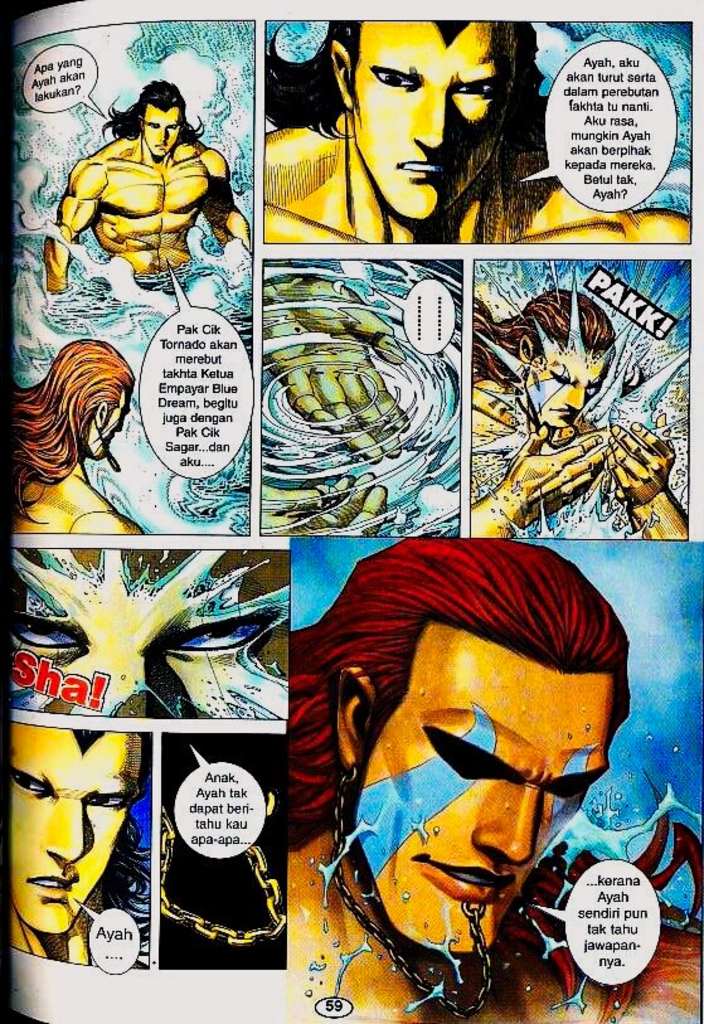 Apa yang
Ayah akan
lakukan?
Pak Cik
Tornado akan
merebut
takhta Ketua
Empayar Blue
Dream, begitu
juga dengan
Pak Cik
Sagar...dan
aku....
Ayah, aku
akan turut serta
dalam perebutan
takhta tu nanti.
Aku rasa,
mungkin Ayah
akan berpihak
kepada mereka.
Betul tak,
Ayah?
PAKK!
Sha!
Ayah
....
Anak,
Ayah tak
dapat beri-
tahu kau
apa-apa...
...kerana
Ayah
sendiri pun
tak tahu
jawapan-
nya.
59